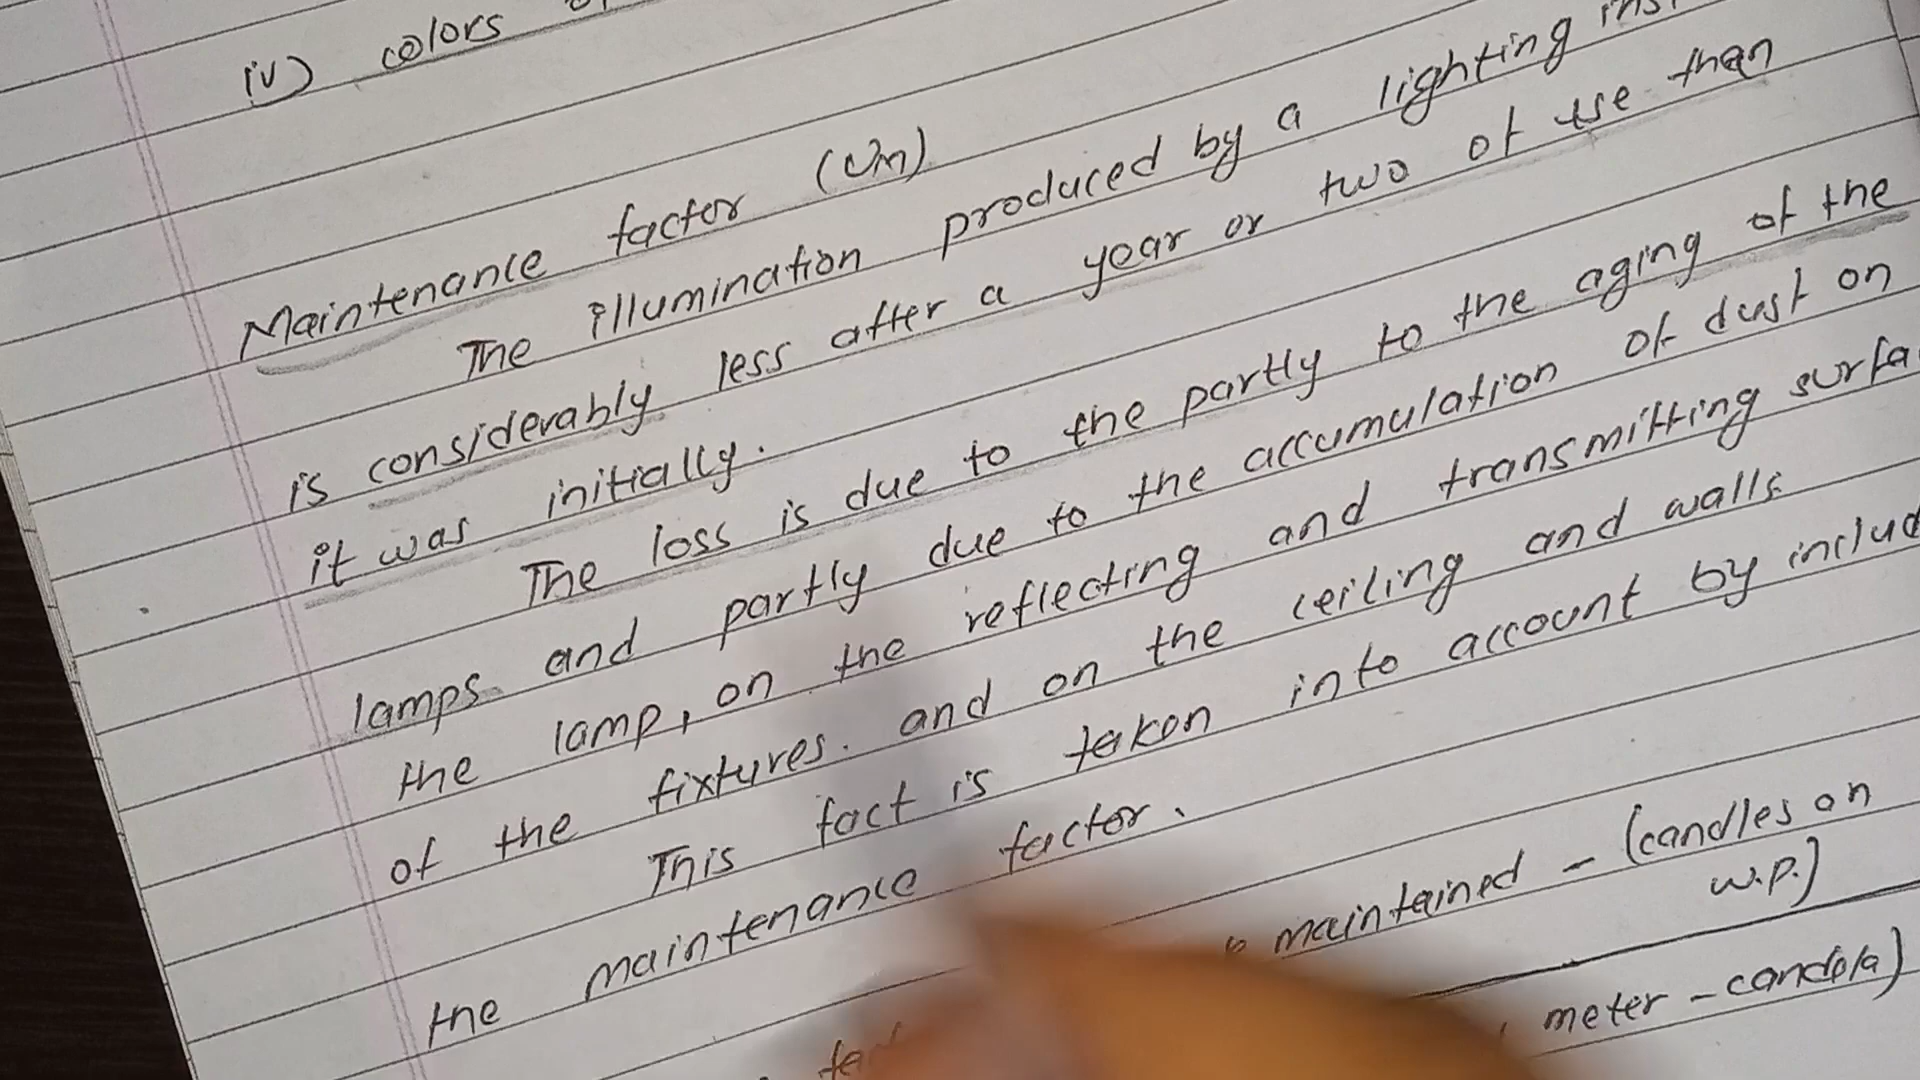 iv) colors
Maintenance factor (Um)
The illumination produced by a lighting
is considerably less after a year or two of use than
it was initially.
The loss is due to the partly to the aging of the
lamps and partly due to the accumulation of dust on
the lamp, on the reflecting and transmitting
of the fixtures. and on the ceiling and walls
This fact is taken into account by
the maintenance factor.
maintained - (candles on
w.p.)
meter - candela)